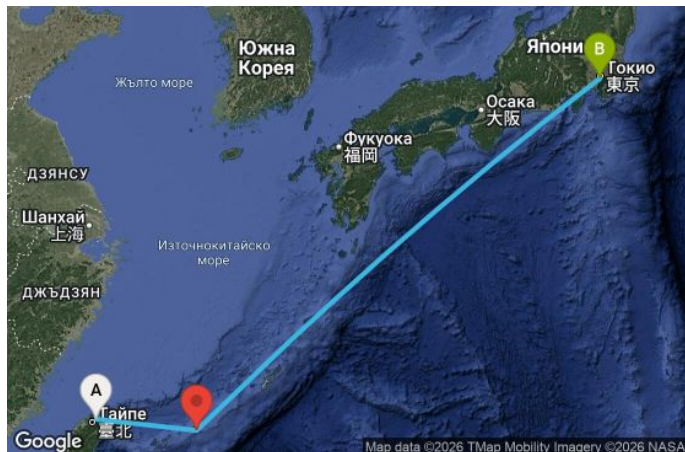 Южна
Корея
Япони
B
Токио
東京
Жълто море
Осака
大阪
Фукуока
福岡
ДЗЯНСУ
Шанхай
上海
Източнокитайско
море
ДЖЪДЗЯН
A
Тайпе
臺北
Google
Map data ©2026 TMap Mobility Imagery ©2026 NASA